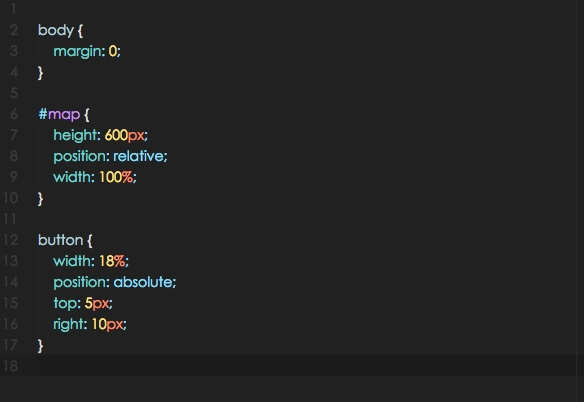 1
2 body {
3 margin: 0;
4 }
5
6 #map {
7 height: 600px;
8 position: relative;
9 width: 100%;
10 }
11
12 button {
13 width: 18%;
14 position: absolute;
15 top: 5px;
16 right: 10px;
17 }
18